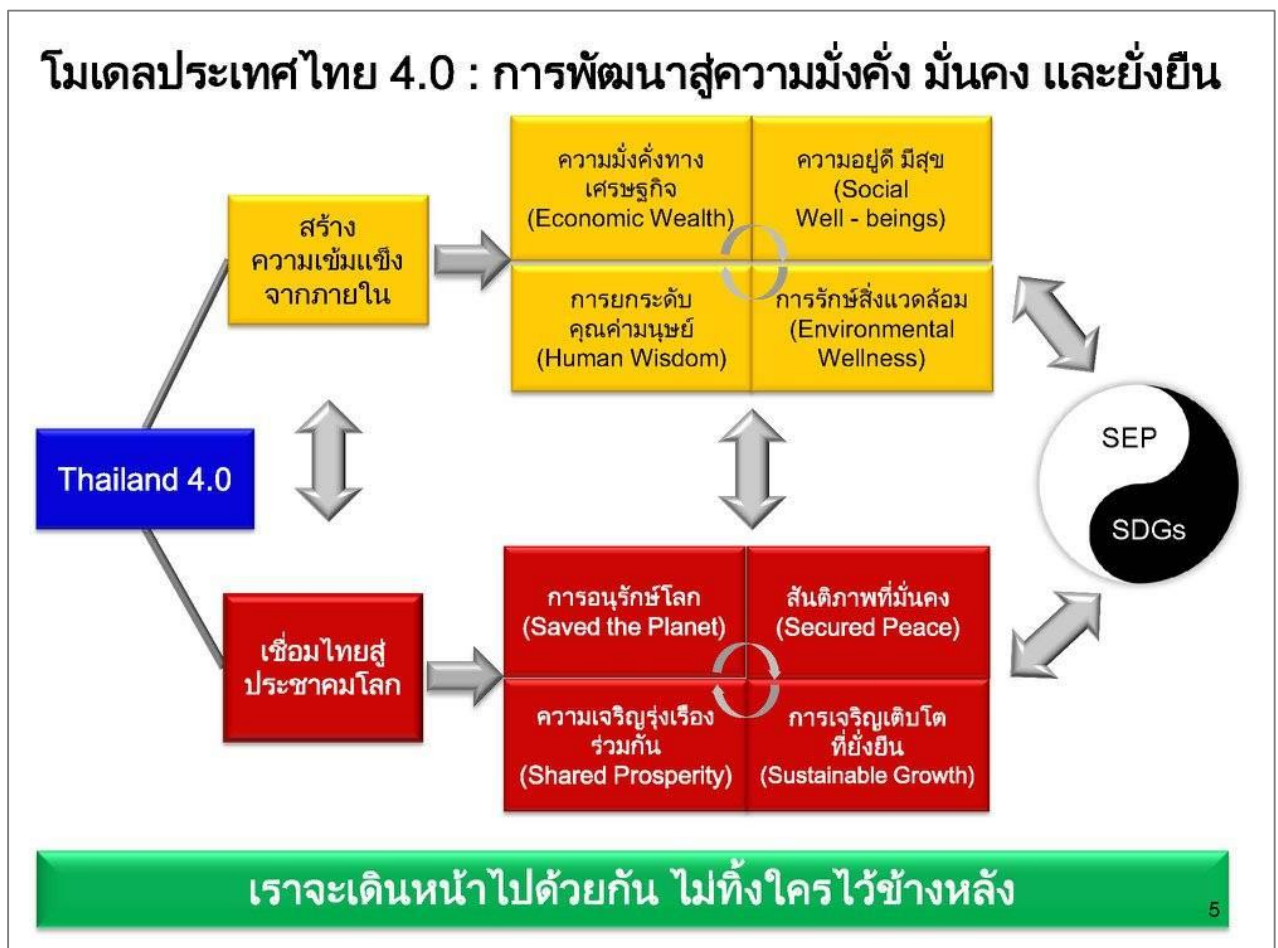 โมเดลประเทศไทย 4.0 : การพัฒนาสู่ความมั่งคั่ง มั่นคง และยั่งยืน
ความมั่งคั่งทาง
เศรษฐกิจ
(Economic Wealth)
ความอยู่ดี มีสุข
(Social
Well - beings)
สร้าง
ความเข้มแข็ง
จากภายใน
การยกระดับ
คุณค่ามนุษย์
(Human Wisdom)
การรักษ์สิ่งแวดล้อม
(Environmental
Wellness)
Thailand 4.0
SEP
SDGs
เชื่อมไทยสู่
ประชาคมโลก
การอนุรักษ์โลก
(Saved the Planet)
สันติภาพที่มั่นคง
(Secured Peace)
ความเจริญรุ่งเรือง
ร่วมกัน
(Shared Prosperity)
การเจริญเติบโต
ที่ยั่งยืน
(Sustainable Growth)
เราจะเดินหน้าไปด้วยกัน ไม่ทิ้งใครไว้ข้างหลัง
5